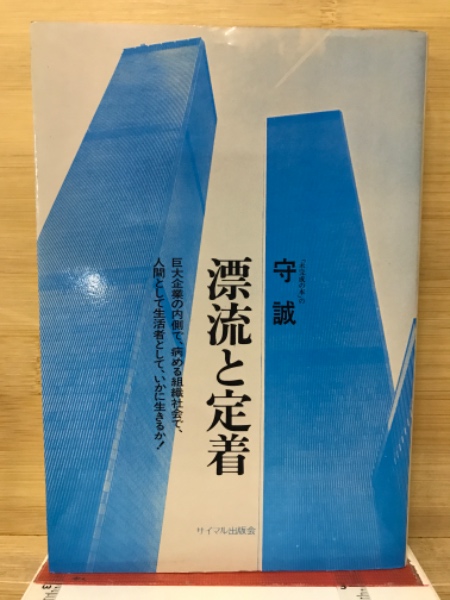 守誠
漂流と定着
巨大企業の内側で、病める組織社会で、
人間として生活者として、いかに生きるか！
サイマル出版会